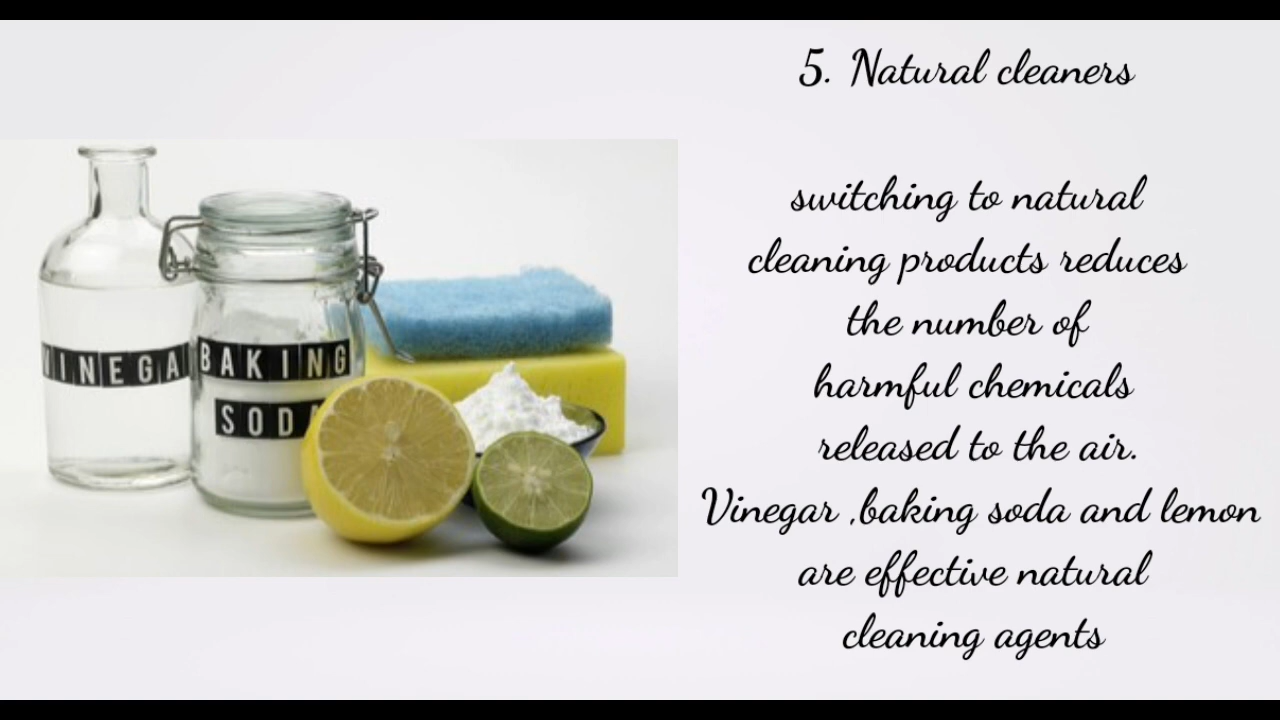 5. Natural cleaners
switching to natural
cleaning products reduces
the number of
harmful chemicals
released to the air.
Vinegar ,baking soda and lemon
are effective natural
cleaning agents
VINEGA
BAKING
SODA